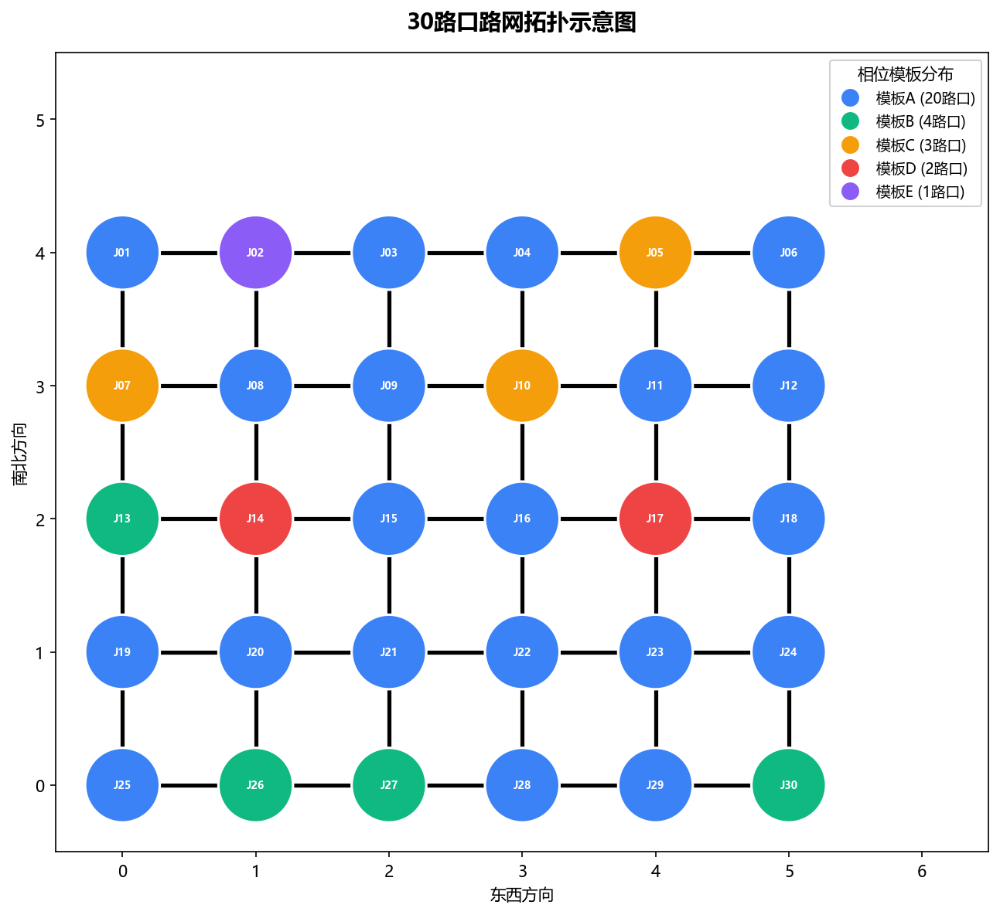 30路口路网拓扑示意图
相位模板分布
模板A (20路口)
模板B (4路口)
模板C (3路口)
模板D (2路口)
模板E (1路口)
5
4
3
2
1
0
南北方向
J01 J02 J03 J04 J05 J06
J07 J08 J09 J10 J11 J12
J13 J14 J15 J16 J17 J18
J19 J20 J21 J22 J23 J24
J25 J26 J27 J28 J29 J30
0 1 2 3 4 5 6
东西方向